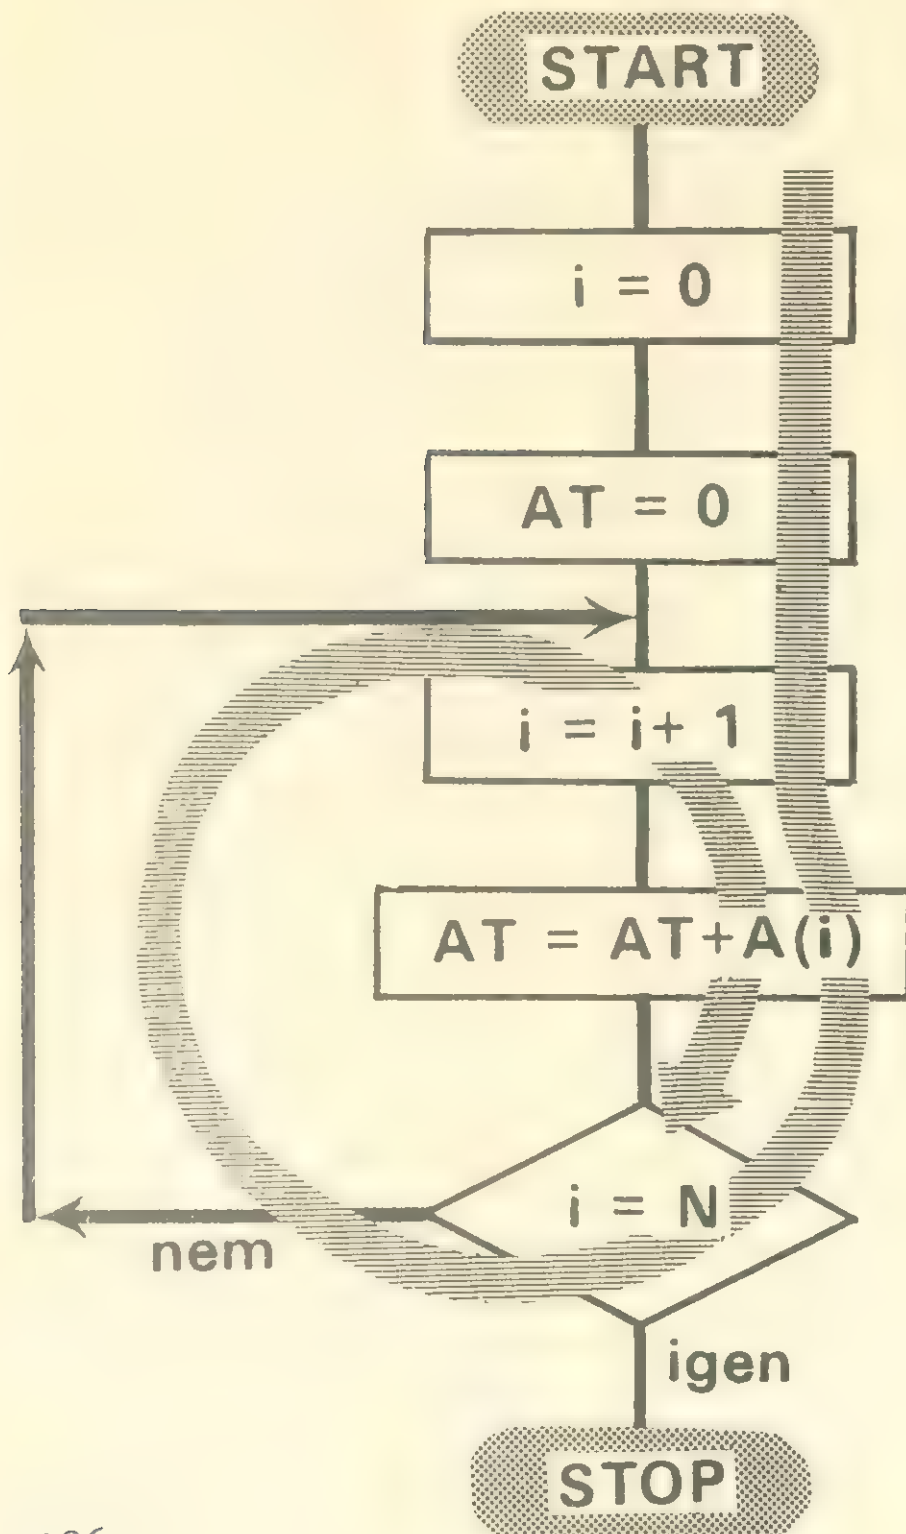 START
i = 0
AT = 0
i = i+ 1
AT = AT+A(i)
i = N
nem
igen
STOP